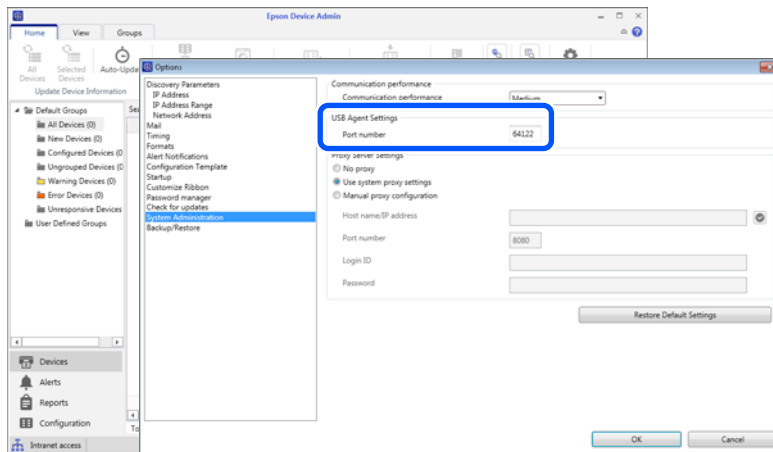 Epson Device Admin
Home View Groups
All Devices
Selected Devices
Auto-Upda
Update Device Information
Default Groups
All Devices (0)
New Devices (0)
Configured Devices (0
Ungrouped Devices (0
Warning Devices (0)
Error Devices (0)
Unresponsive Devices
User Defined Groups
Devices
Alerts
Reports
Configuration
Intranet access
Sea
To
Options
Discovery Parameters
IP Address
IP Address Range
Network Address
Mail
Timing
Formats
Alert Notifications
Configuration Template
Startup
Customize Ribbon
Password manager
Check for updates
System Administration
Backup/Restore
Communication performance
Communication performance Medium
USB Agent Settings
Port number 64122
Proxy Server Settings
No proxy
Use system proxy settings
Manual proxy configuration
Host name/IP address
Port number 8080
Login ID
Password
Restore Default Settings
OK Cancel